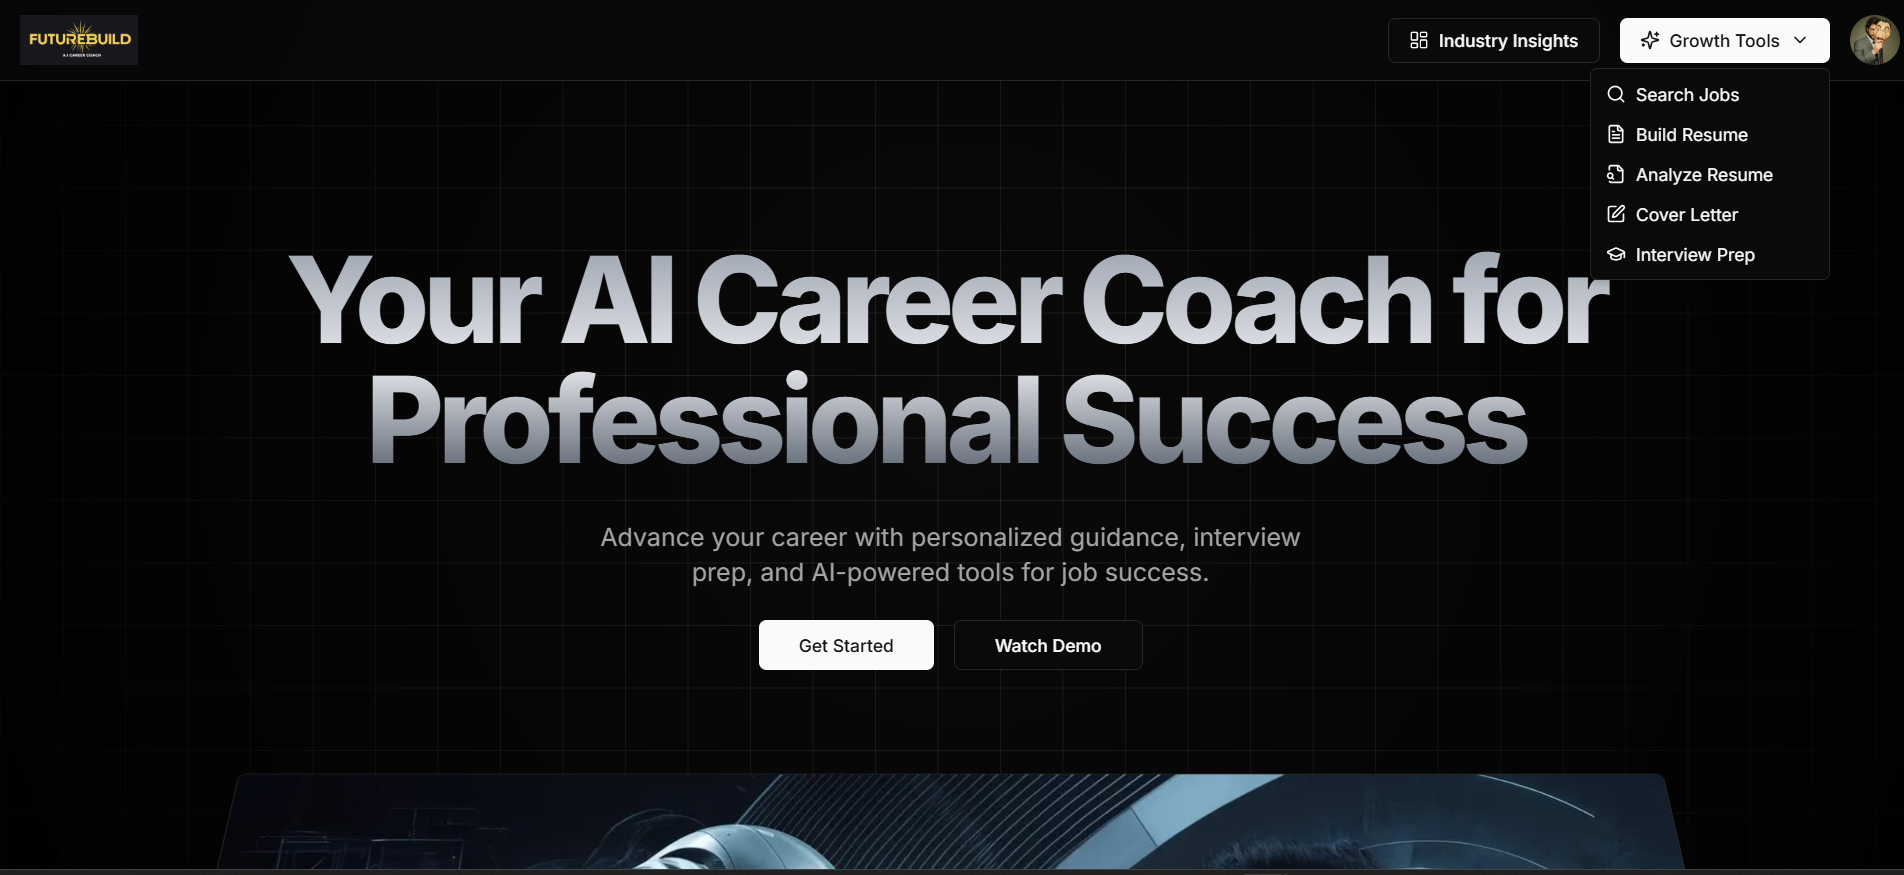 FUTUREBUILD
A.I CAREER COACH
Industry Insights
Growth Tools
Search Jobs
Build Resume
Analyze Resume
Cover Letter
Interview Prep
Your AI Career Coach for
Professional Success
Advance your career with personalized guidance, interview
prep, and AI-powered tools for job success.
Get Started
Watch Demo